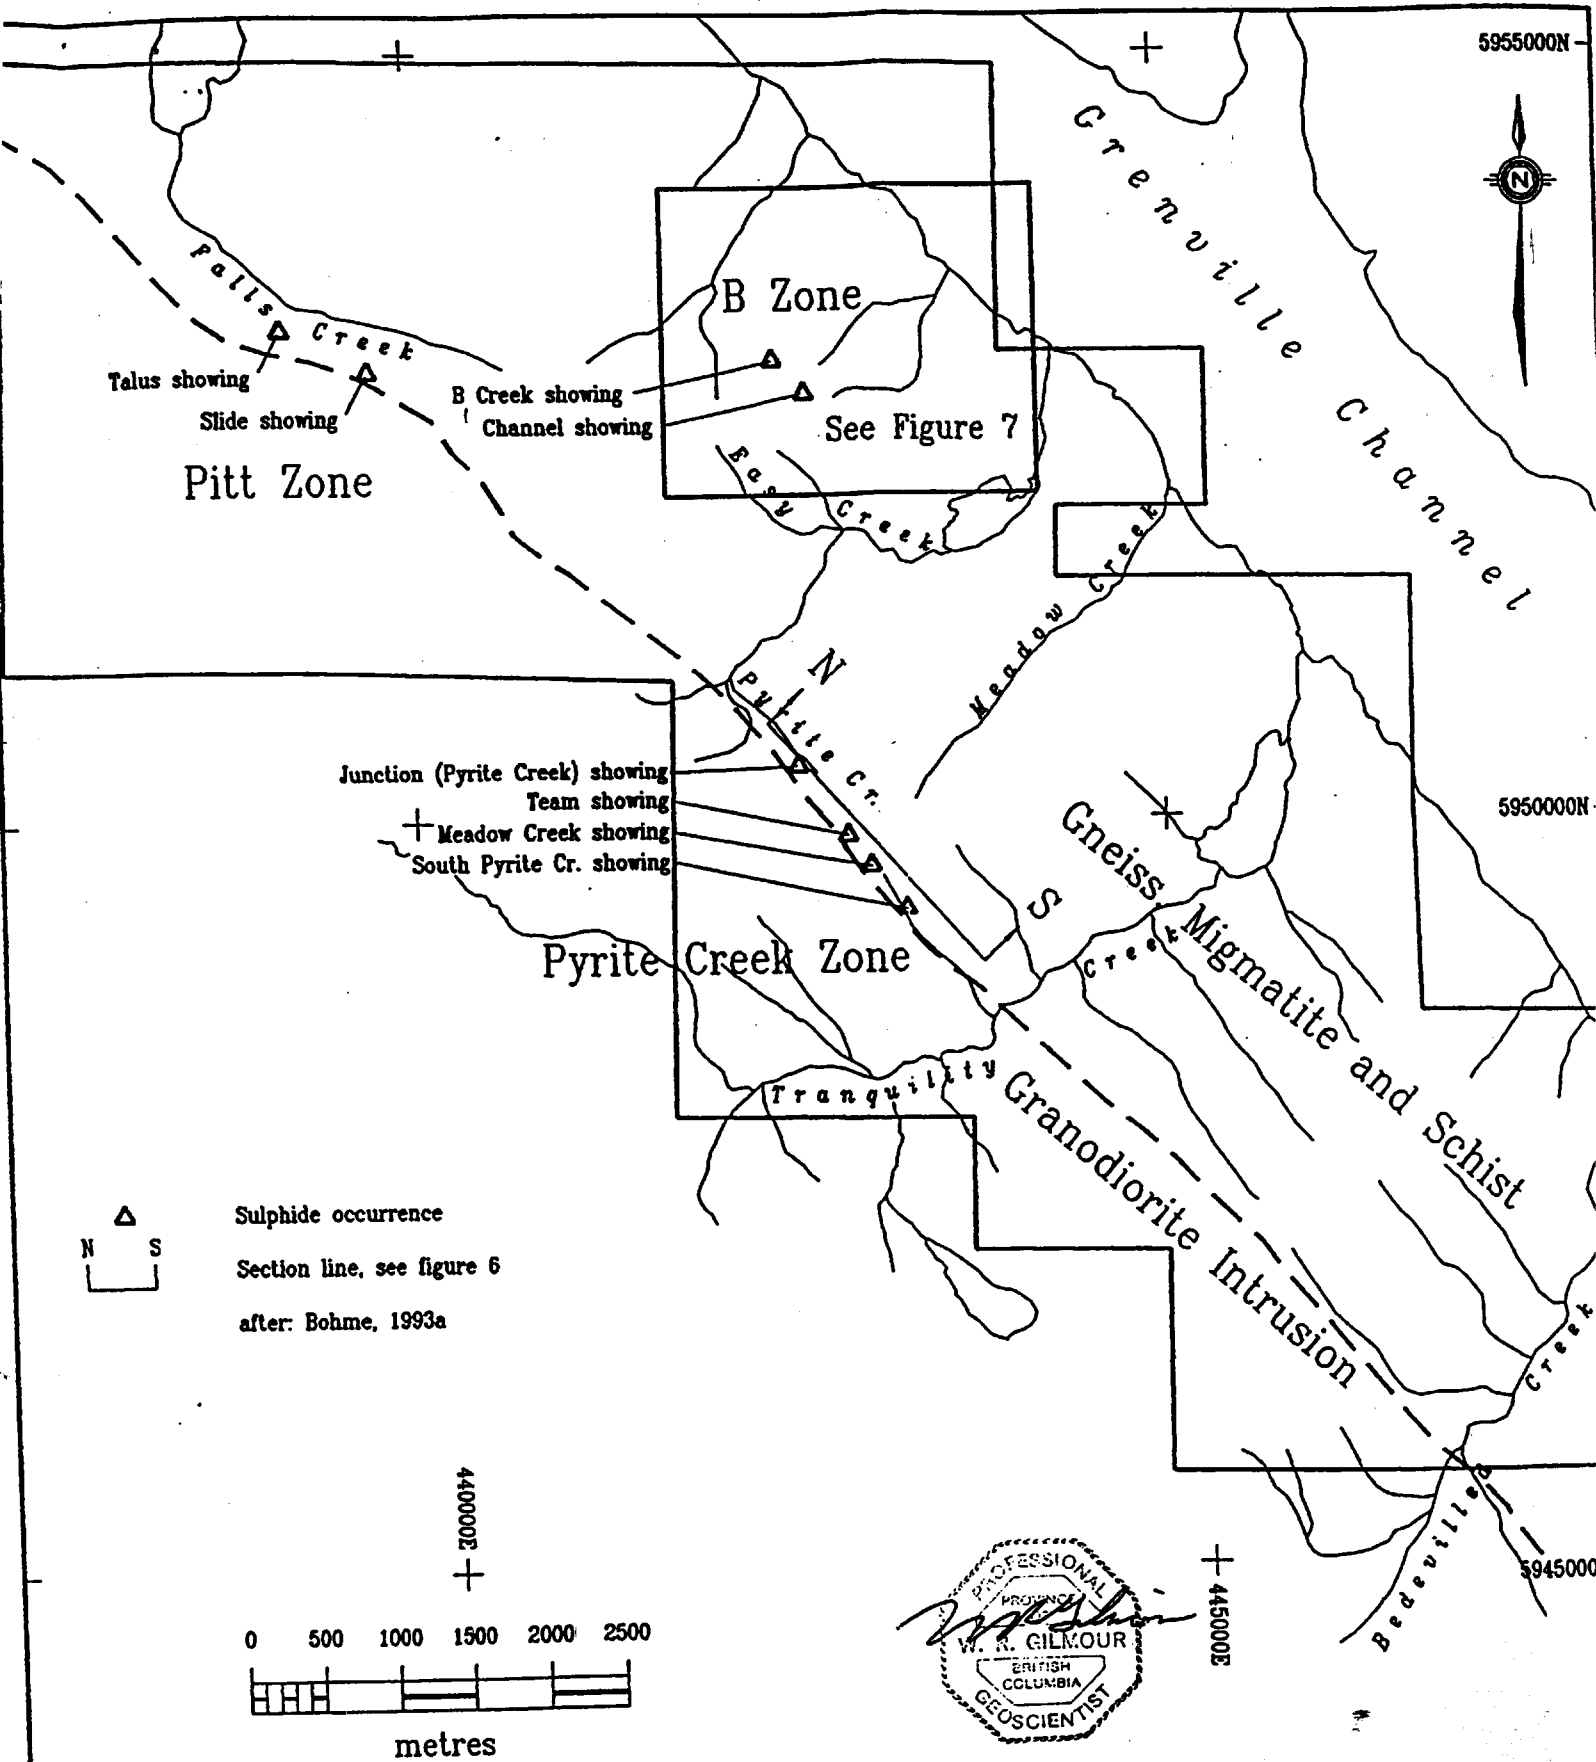 5955000N
N
Grenville Channel
Falls Creek
B Zone
Talus showing
Slide showing
B Creek showing
Channel showing
See Figure 7
Pitt Zone
Easy Creek
Meadow Creek
N
Pyrite Cr.
Junction (Pyrite Creek) showing
Team showing
Meadow Creek showing
South Pyrite Cr. showing
5950000N
S
Gneiss, Migmatite and Schist
Pyrite Creek Zone
Tranquility Creek
Granodiorite Intrusion
Sulphide occurrence
N S
Section line, see figure 6
after: Bohme, 1993a
Bedeviled Creek
5945000
440000E
445000E
0 500 1000 1500 2000 2500
metres
PROFESSIONAL
PROVINCE
W. R. GILMOUR
BRITISH
COLUMBIA
GEOSCIENTIST